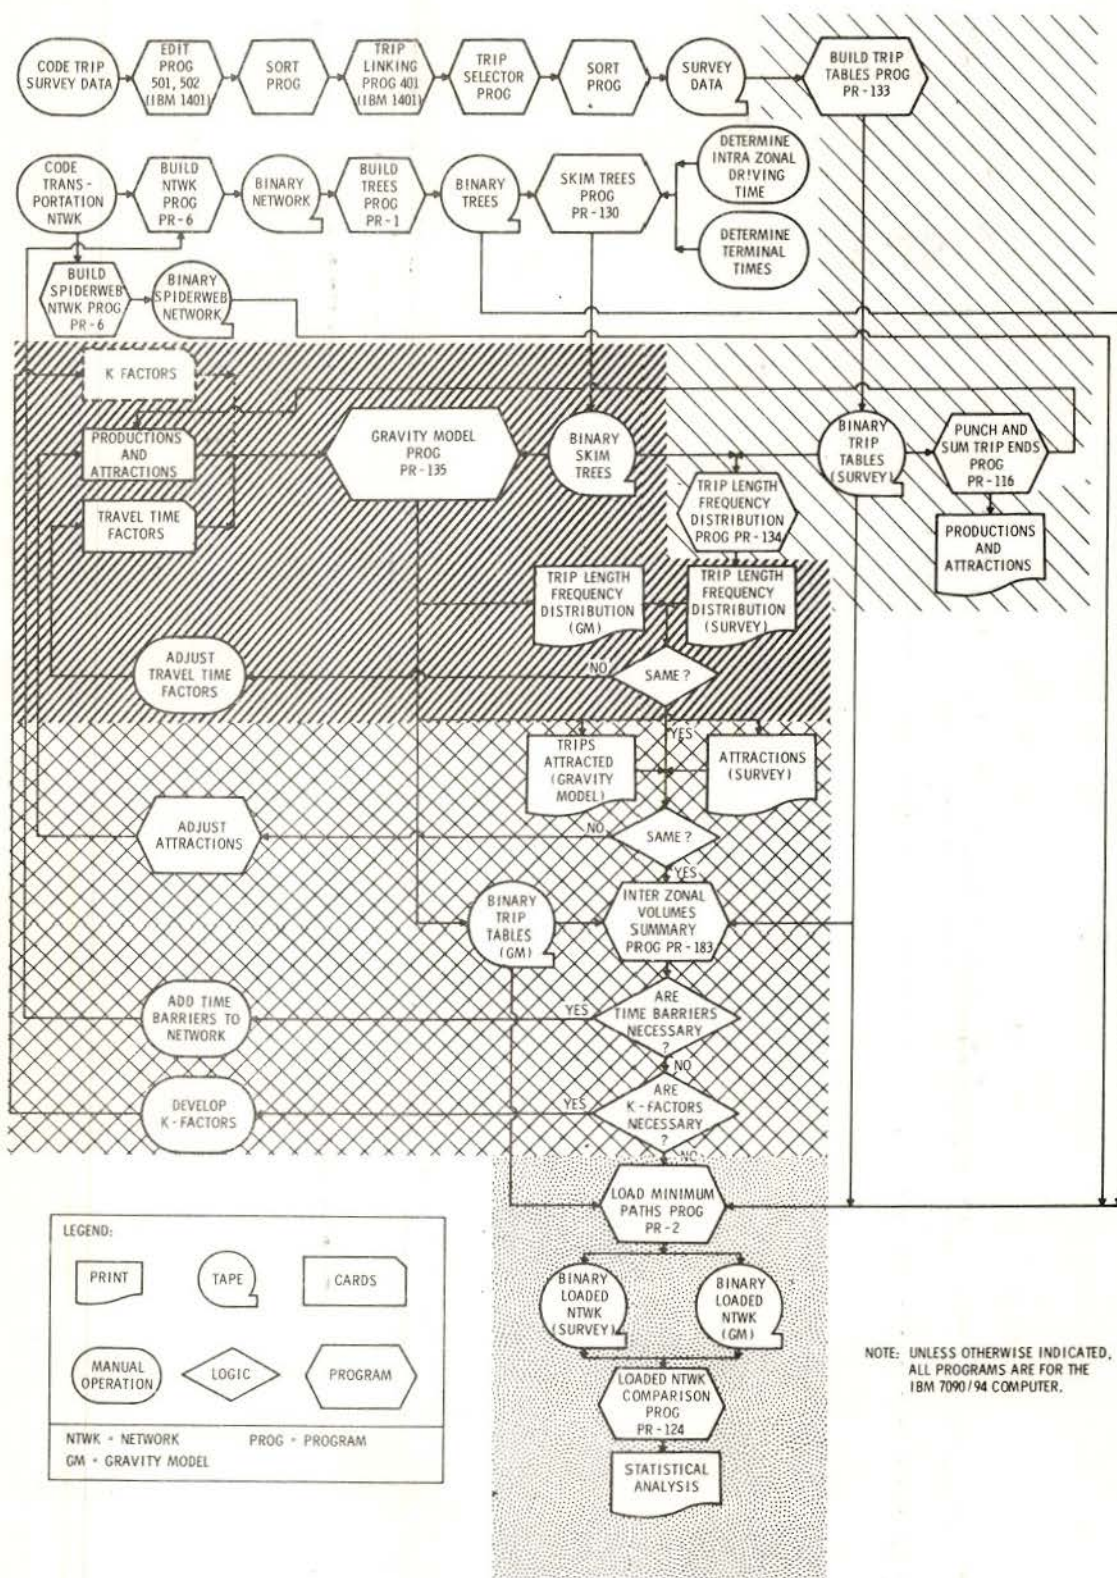 CODE TRIP
SURVEY DATA
EDIT
PROG
501, 502
(IBM 1401)
SORT
PROG
TRIP
LINKING
PROG 401
(IBM 1401)
TRIP
SELECTOR
PROG
SORT
PROG
SURVEY
DATA
BUILD TRIP
TABLES PROG
PR-133
CODE
TRANS-
PORTATION
NTWK
BUILD
NTWK
PROG
PR-6
BINARY
NETWORK
BUILD
TREES
PROG
PR-1
BINARY
TREES
SKIM TREES
PROG
PR-130
DETERMINE
INTRA ZONAL
DRIVING
TIME
DETERMINE
TERMINAL
TIMES
BUILD
SPIDERWEB
NTWK PROG
PR-6
BINARY
SPIDERWEB
NETWORK
K FACTORS
PRODUCTIONS
AND
ATTRACTIONS
TRAVEL TIME
FACTORS
GRAVITY MODEL
PROG
PR-135
BINARY
SKIM
TREES
TRIP LENGTH
FREQUENCY
DISTRIBUTION
PROG PR-134
BINARY
TRIP
TABLES
(SURVEY)
PUNCH AND
SUM TRIP ENDS
PROG
PR-116
PRODUCTIONS
AND
ATTRACTIONS
TRIP LENGTH
FREQUENCY
DISTRIBUTION
(GM)
TRIP LENGTH
FREQUENCY
DISTRIBUTION
(SURVEY)
ADJUST
TRAVEL TIME
FACTORS
NO
SAME?
YES
TRIPS
ATTRACTED
(GRAVITY
MODEL)
ATTRACTIONS
(SURVEY)
ADJUST
ATTRACTIONS
NO
SAME?
YES
BINARY
TRIP
TABLES
(GM)
INTER ZONAL
VOLUMES
SUMMARY
PROG PR-183
ADD TIME
BARRIERS TO
NETWORK
YES
ARE
TIME BARRIERS
NECESSARY
?
NO
DEVELOP
K-FACTORS
YES
ARE
K-FACTORS
NECESSARY
?
NO
LOAD MINIMUM
PATHS PROG
PR-2
BINARY
LOADED
NTWK
(SURVEY)
BINARY
LOADED
NTWK
(GM)
LOADED NTWK
COMPARISON
PROG
PR-124
STATISTICAL
ANALYSIS
LEGEND:
PRINT
TAPE
CARDS
MANUAL
OPERATION
LOGIC
PROGRAM
NTWK = NETWORK PROG = PROGRAM
GM = GRAVITY MODEL
NOTE: UNLESS OTHERWISE INDICATED,
ALL PROGRAMS ARE FOR THE
IBM 7090/94 COMPUTER.